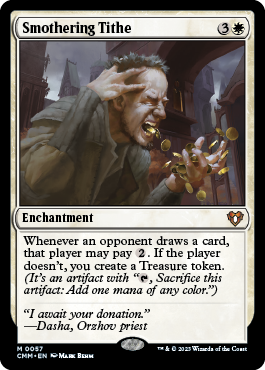 Smothering Tithe 3
Enchantment
Whenever an opponent draws a card,
that player may pay 2. If the player
doesn't, you create a Treasure token.
(It's an artifact with “, Sacrifice this
artifact: Add one mana of any color.”)
“I await your donation.”
—Dasha, Orzhov priest
M 0057
CMM • EN Mark Behm
™ & © 2023 Wizards of the Coast